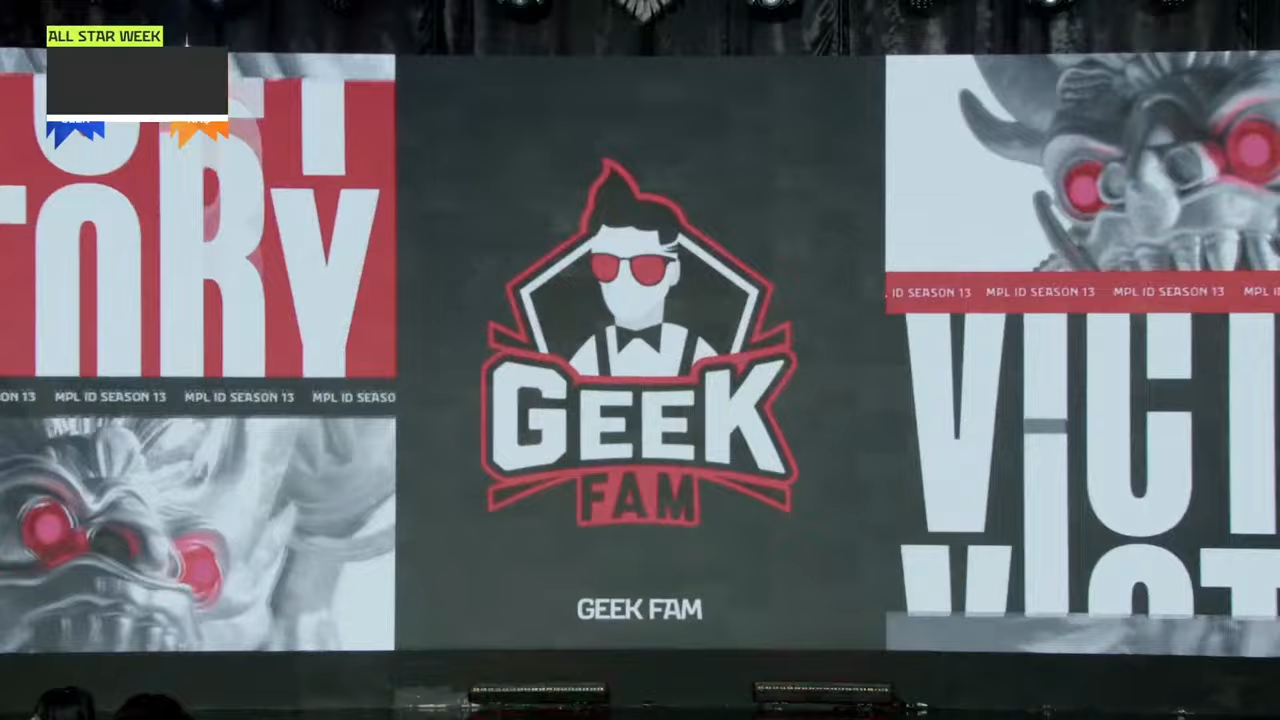 ALL STAR WEEK
TORY
ON 13 MPL ID SEASON 13 MPL ID SEASON 13 MPL ID SEASO
GEEK
FAM
GEEK FAM
ID SEASON 13 MPL ID SEASON 13 MPL ID SEASON 13 MPL I
VICT
VICT